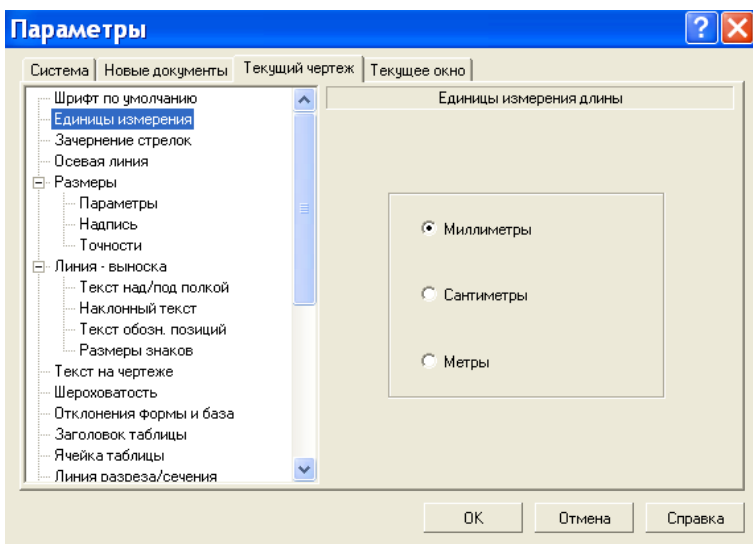 Параметры
Система
Новые документы
Текущий чертеж
Текущее окно
Шрифт по умолчанию
Единицы измерения
Зачернение стрелок
Осевая линия
Размеры
Параметры
Надпись
Точности
Линия - выноска
Текст над/под полкой
Наклонный текст
Текст обозн. позиций
Размеры знаков
Текст на чертеже
Шероховатость
Отклонения формы и база
Заголовок таблицы
Ячейка таблицы
Линия разреза/сечения
Единицы измерения длины
Миллиметры
Сантиметры
Метры
OK
Отмена
Справка